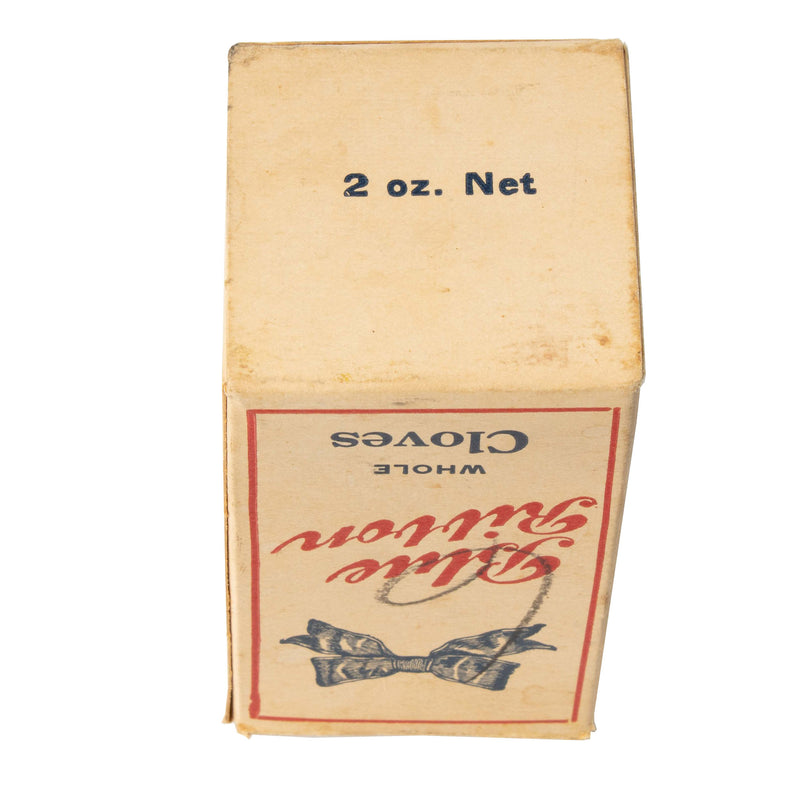 2 oz. Net
Blue
Ribbon
WHOLE
Cloves